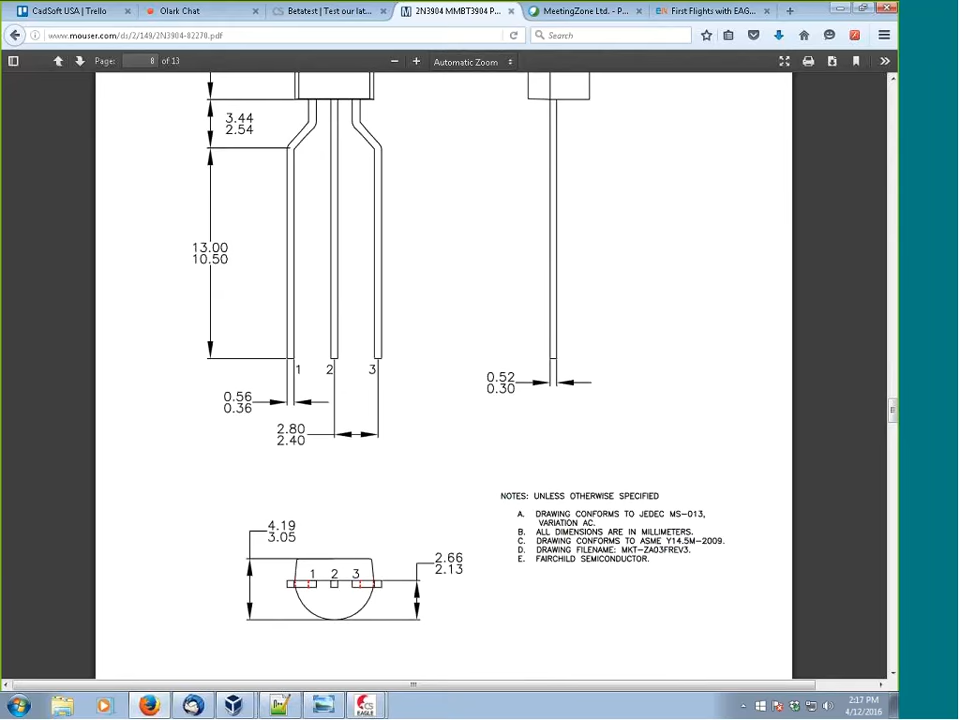 CadSoft USA | Trello
Olark Chat
Betatest | Test our lat...
2N3904 MMBT3904 P...
MeetingZone Ltd. - P...
First Flights with EAG...
www.mouser.com/ds/2/149/2N3904-82270.pdf
Search
Page: 8 of 13
Automatic Zoom
3.44
2.54
13.00
10.50
1 2 3
0.56
0.36
0.52
0.30
2.80
2.40
NOTES: UNLESS OTHERWISE SPECIFIED
A. DRAWING CONFORMS TO JEDEC MS-013,
VARIATION AC.
B. ALL DIMENSIONS ARE IN MILLIMETERS.
C. DRAWING CONFORMS TO ASME Y14.5M-2009.
D. DRAWING FILENAME: MKT-ZA03FREV3.
E. FAIRCHILD SEMICONDUCTOR.
4.19
3.05
2.66
2.13
1 2 3
CS
EAGLE
2:17 PM
4/12/2016